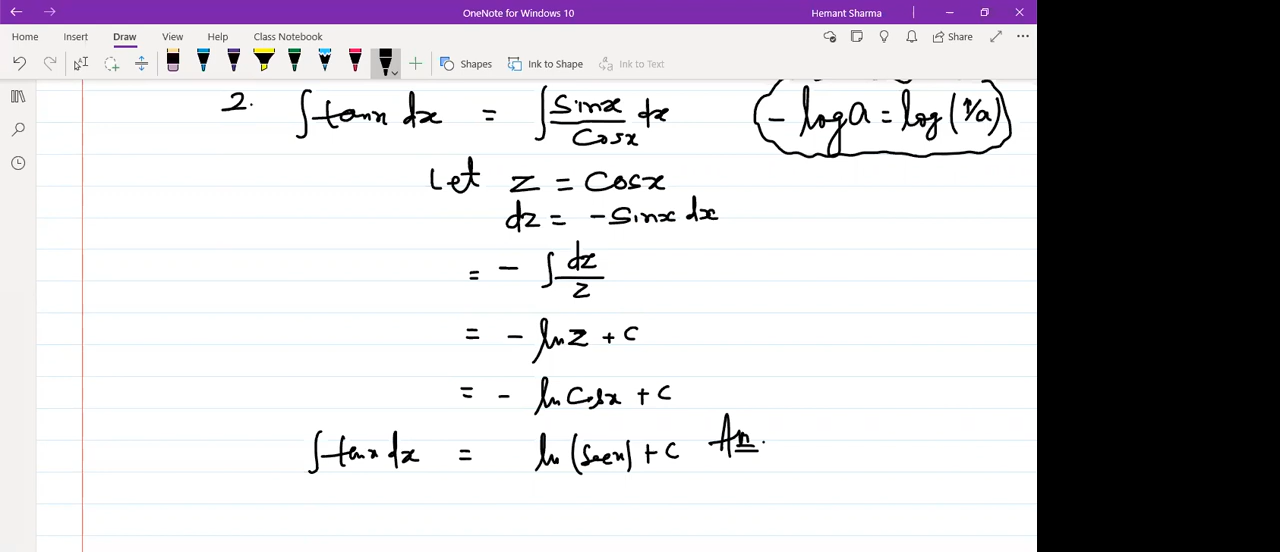 OneNote for Windows 10
Hemant Sharma
Home Insert Draw View Help Class Notebook
Share
Shapes Ink to Shape Ink to Text
2. ∫ tanx dx = ∫ Sinx/Cosx dx
- log a = log (1/a)
Let z = Cosx
dz = -Sinx dx
= - ∫ dz/z
= - ln z + c
= - ln Cosx + c
∫ tanx dx = ln (Secx) + c An.